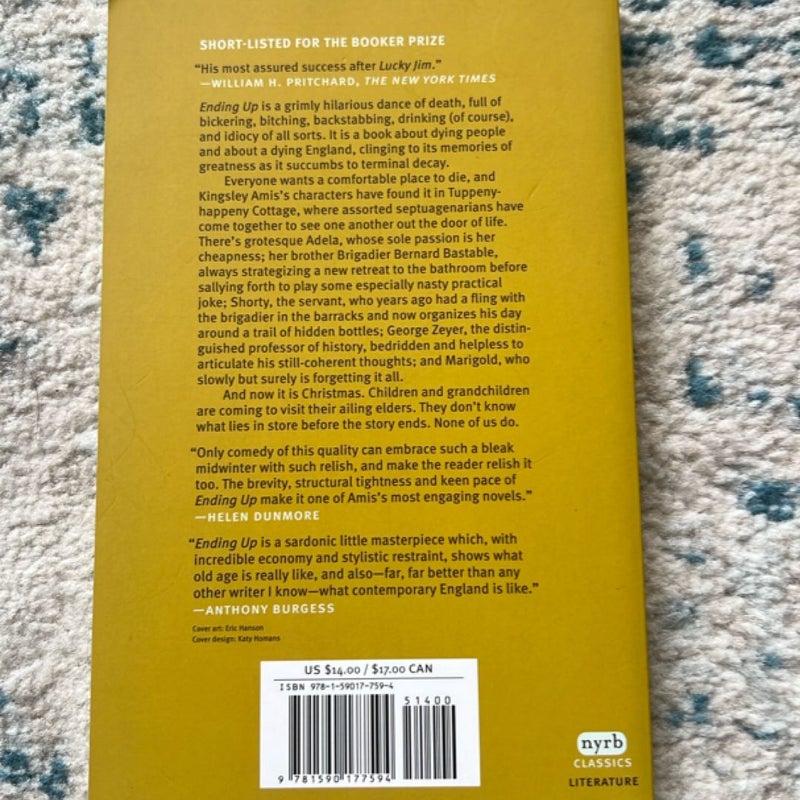 SHORT-LISTED FOR THE BOOKER PRIZE
“His most assured success after Lucky Jim.”
—WILLIAM H. PRITCHARD, THE NEW YORK TIMES
Ending Up is a grimly hilarious dance of death, full of
bickering, bitching, backstabbing, drinking (of course),
and idiocy of all sorts. It is a book about dying people
and about a dying England, clinging to its memories of
greatness as it succumbs to terminal decay.
Everyone wants a comfortable place to die, and
Kingsley Amis’s characters have found it in Tuppeny-
happeny Cottage, where assorted septuagenarians have
come together to see one another out the door of life.
There’s grotesque Adela, whose sole passion is her
cheapness; her brother Brigadier Bernard Bastable,
always strategizing a new retreat to the bathroom before
sallying forth to play some especially nasty practical
joke; Shorty, the servant, who years ago had a fling with
the brigadier in the barracks and now organizes his day
around a trail of hidden bottles; George Zeyer, the distin-
guished professor of history, bedridden and helpless to
articulate his still-coherent thoughts; and Marigold, who
slowly but surely is forgetting it all.
And now it is Christmas. Children and grandchildren
are coming to visit their ailing elders. They don’t know
what lies in store before the story ends. None of us do.
“Only comedy of this quality can embrace such a bleak
midwinter with such relish, and make the reader relish it
too. The brevity, structural tightness and keen pace of
Ending Up make it one of Amis’s most engaging novels.”
—HELEN DUNMORE
“Ending Up is a sardonic little masterpiece which, with
incredible economy and stylistic restraint, shows what
old age is really like, and also—far, far better than any
other writer I know—what contemporary England is like.”
—ANTHONY BURGESS
Cover art: Eric Hanson
Cover design: Katy Homans
US $14.00 / $17.00 CAN
ISBN 978-1-59017-759-4
51400
9 781590 177594
nyrb
CLASSICS
LITERATURE